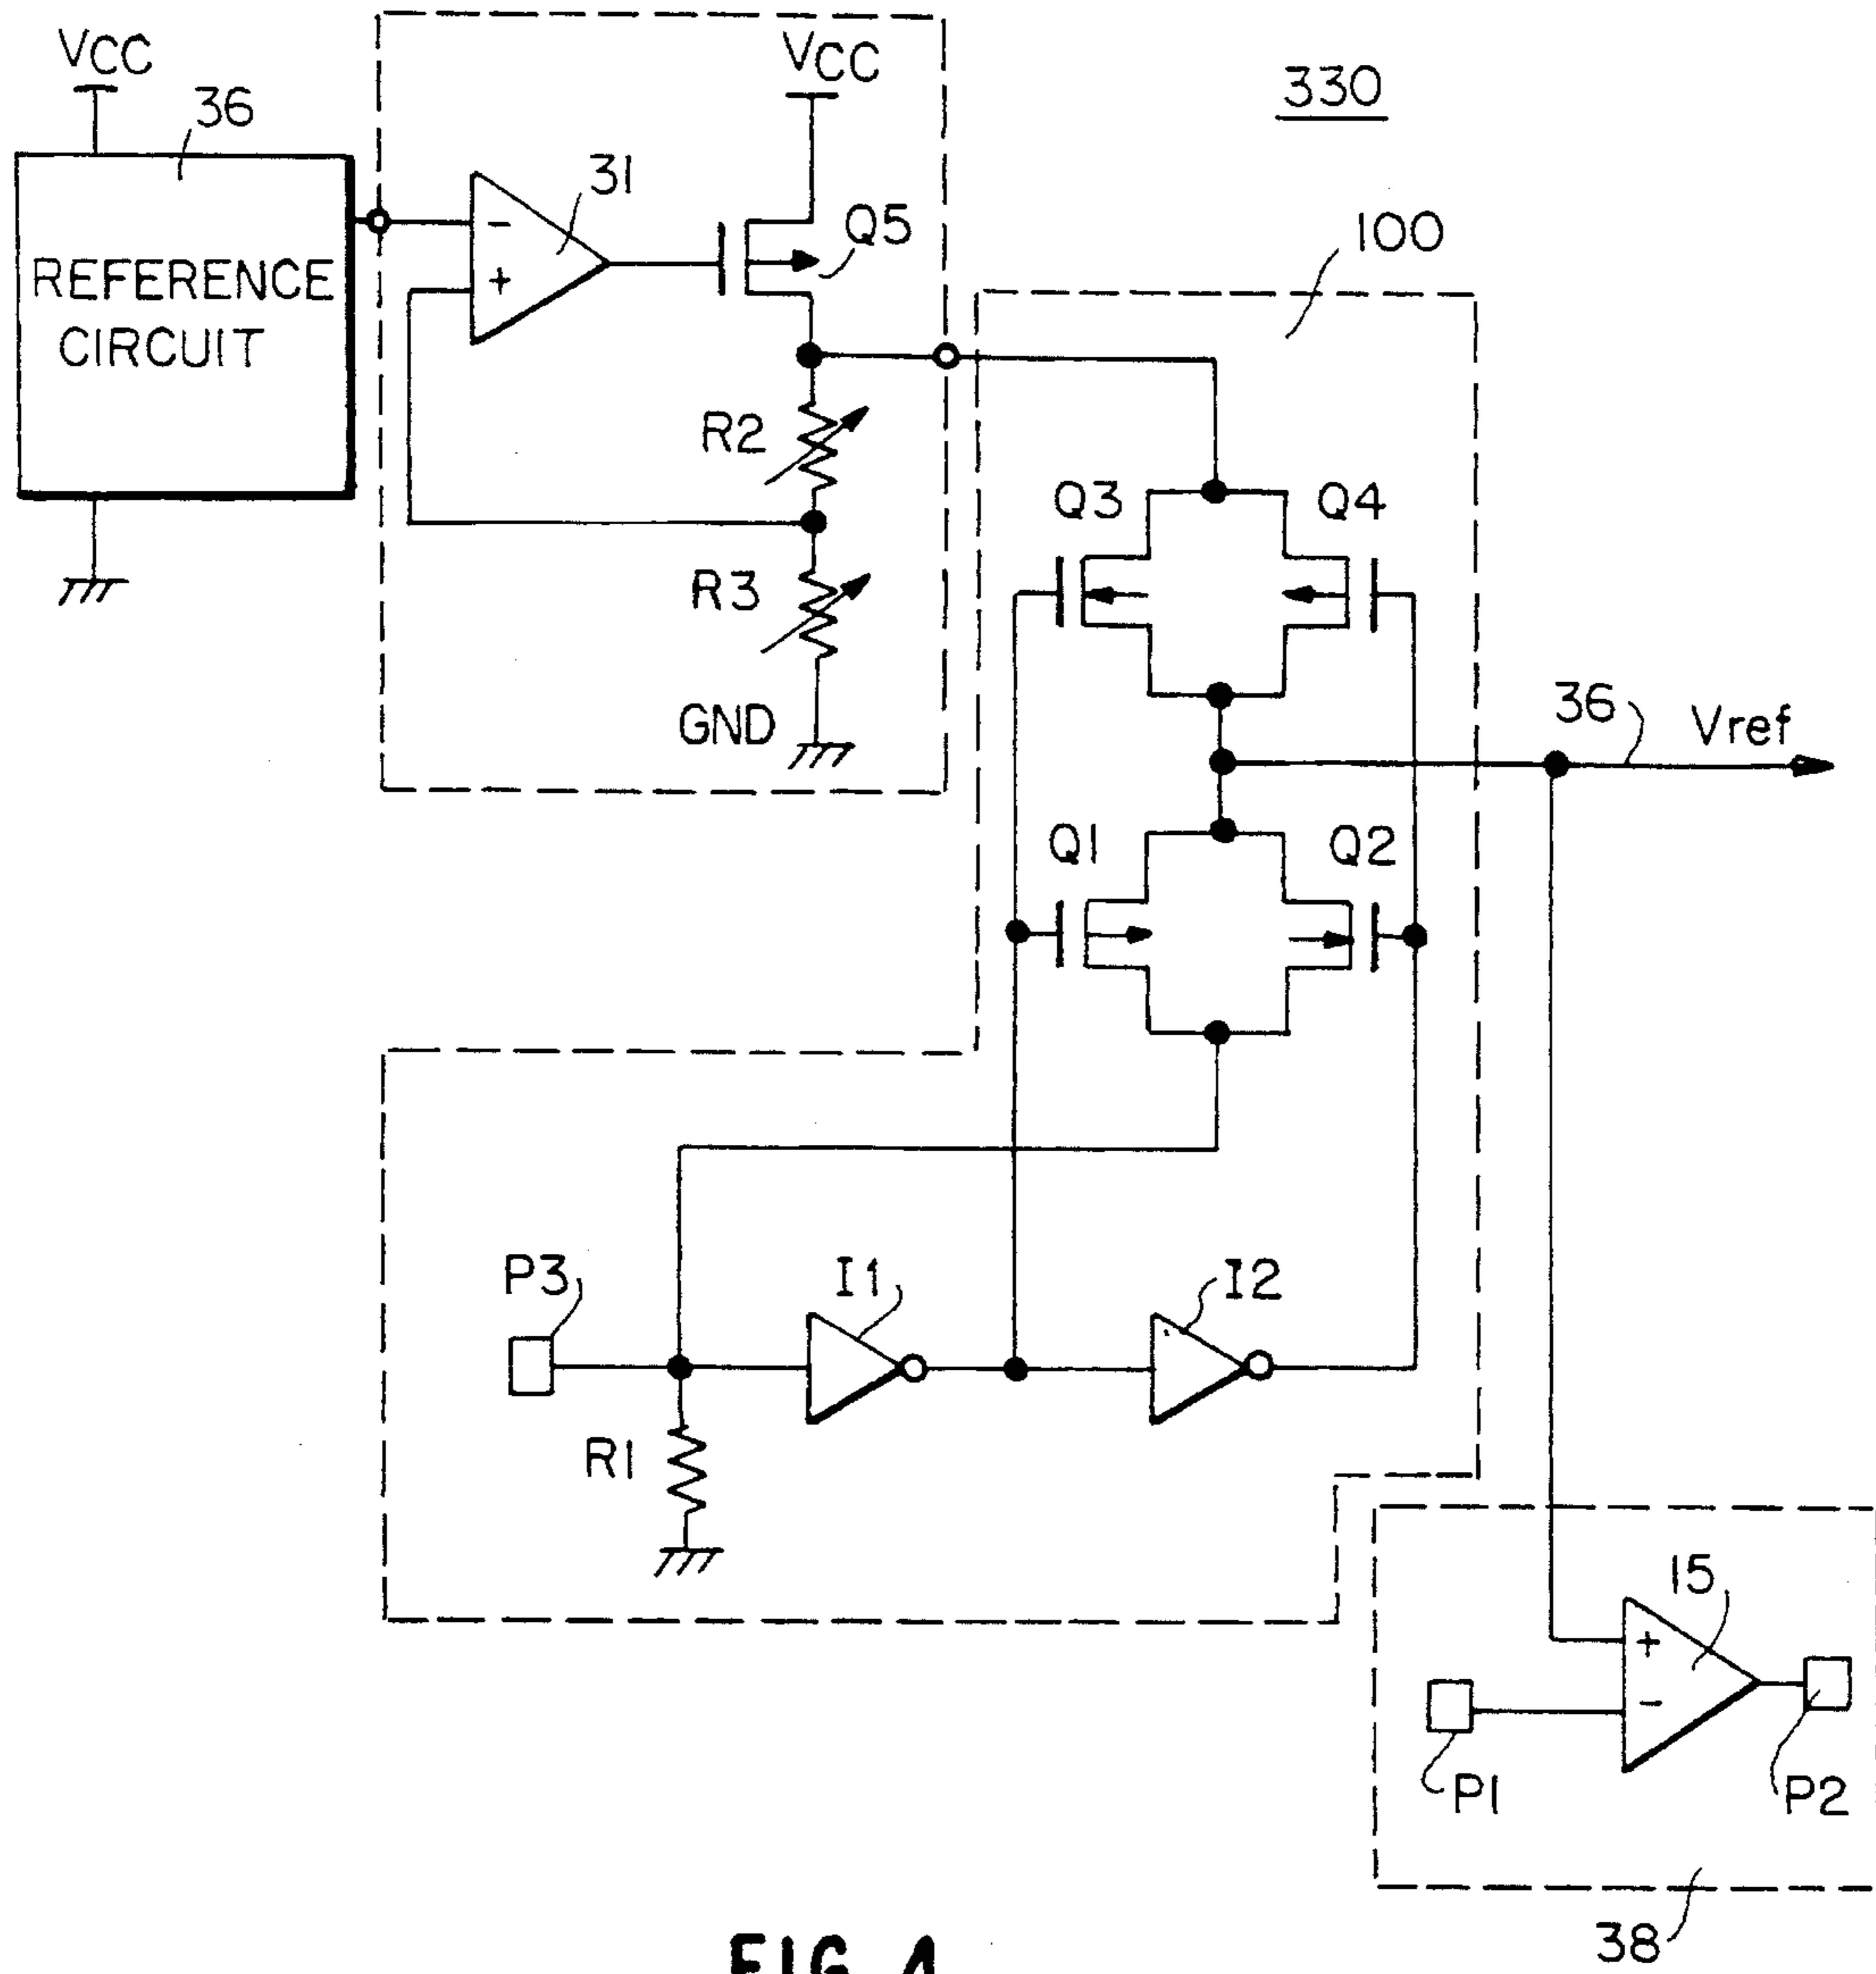 VCC
36
VCC
330
31
Q5
100
REFERENCE
CIRCUIT
-
+
R2
Q3
Q4
R3
GND
36
Vref
Q1
Q2
P3
I1
I2
R1
15
+
-
P1
P2
38